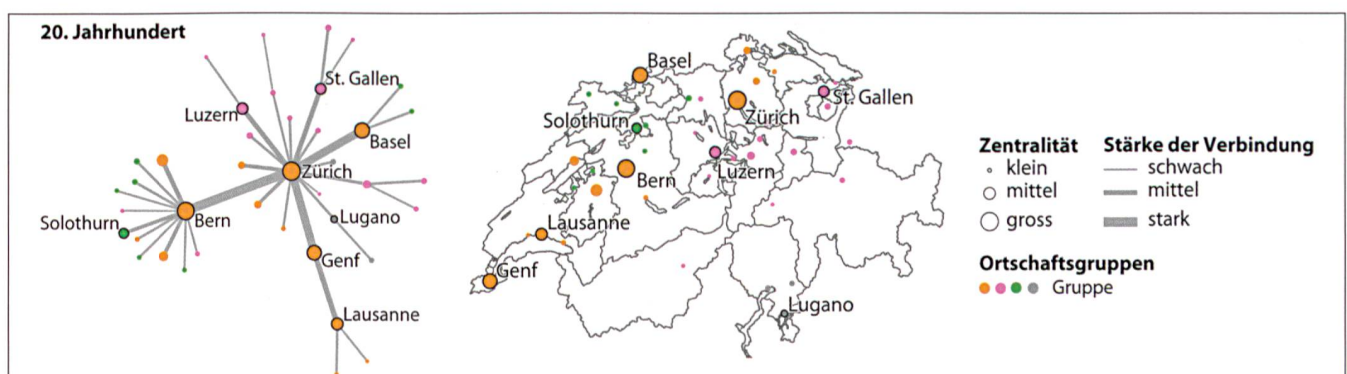 20. Jahrhundert
St. Gallen
Luzern
Basel
Zürich
Solothurn
Bern
Lugano
Genf
Lausanne
Basel
St. Gallen
Zürich
Solothurn
Luzern
Bern
Lausanne
Genf
Lugano
Zentralität
klein
mittel
gross
Stärke der Verbindung
schwach
mittel
stark
Ortschaftsgruppen
Gruppe